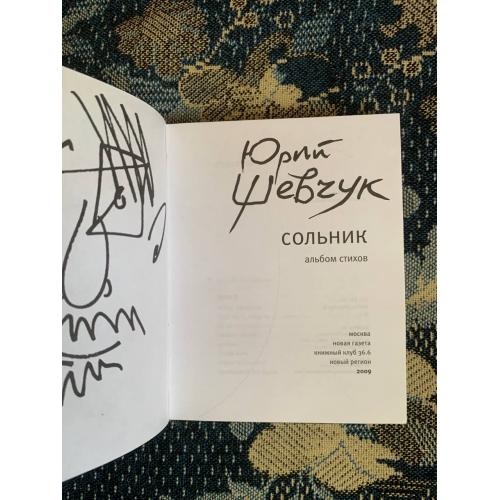 Юрий
Шевчук
сольник
альбом стихов
москва
новая газета
книжный клуб 36.6
новый регион
2009